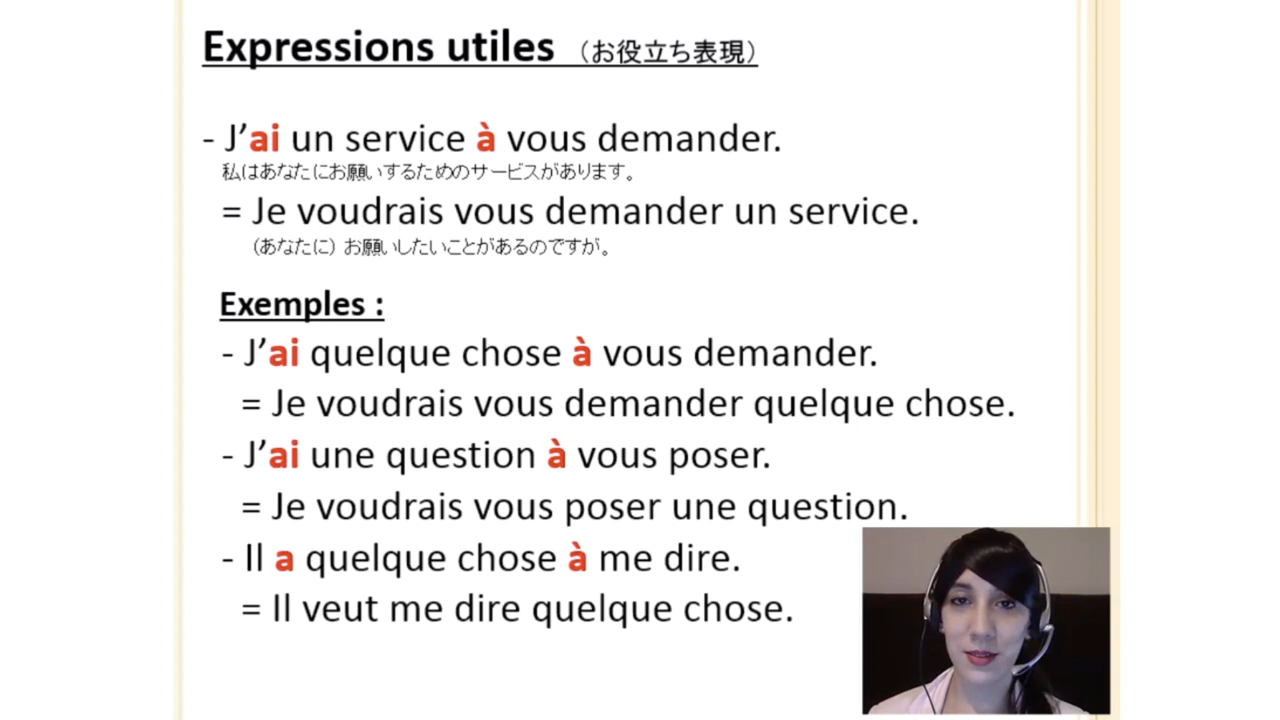 Expressions utiles （お役立ち表現）
- J’ai un service à vous demander.
私はあなたにお願いするためのサービスがあります。
= Je voudrais vous demander un service.
（あなたに）お願いしたいことがあるのですが。
Exemples :
- J’ai quelque chose à vous demander.
= Je voudrais vous demander quelque chose.
- J’ai une question à vous poser.
= Je voudrais vous poser une question.
- Il a quelque chose à me dire.
= Il veut me dire quelque chose.